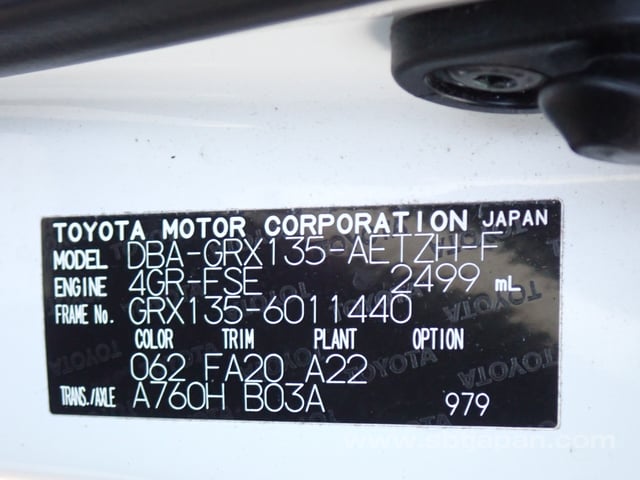 TOYOTA MOTOR CORPORATION JAPAN
MODEL DBA-GRX135-AETZH-F
ENGINE 4GR-FSE 2499 mL
FRAME No. GRX135-6011440
COLOR TRIM PLANT OPTION
062 FA20 A22
TRANS./AXLE A760H B03A 979
www.sbgjapan.com